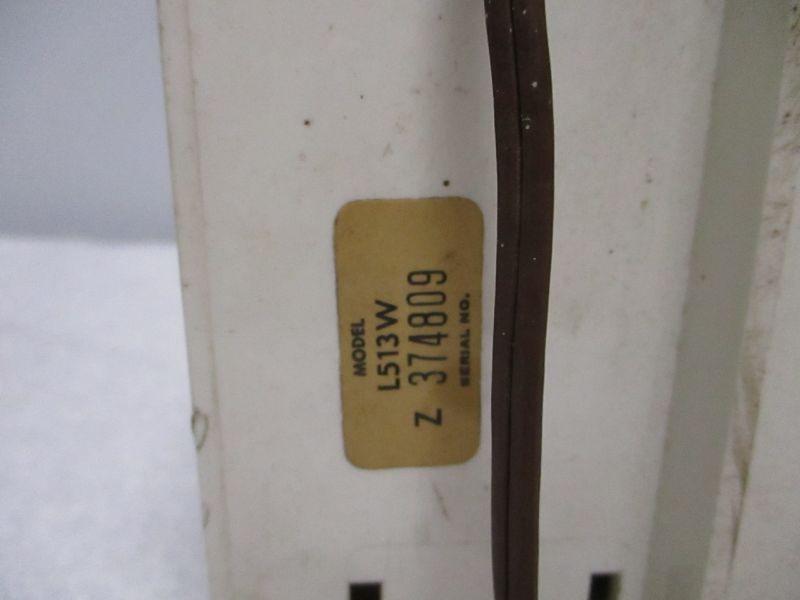 MODEL
L513W
Z 374809
SERIAL NO.